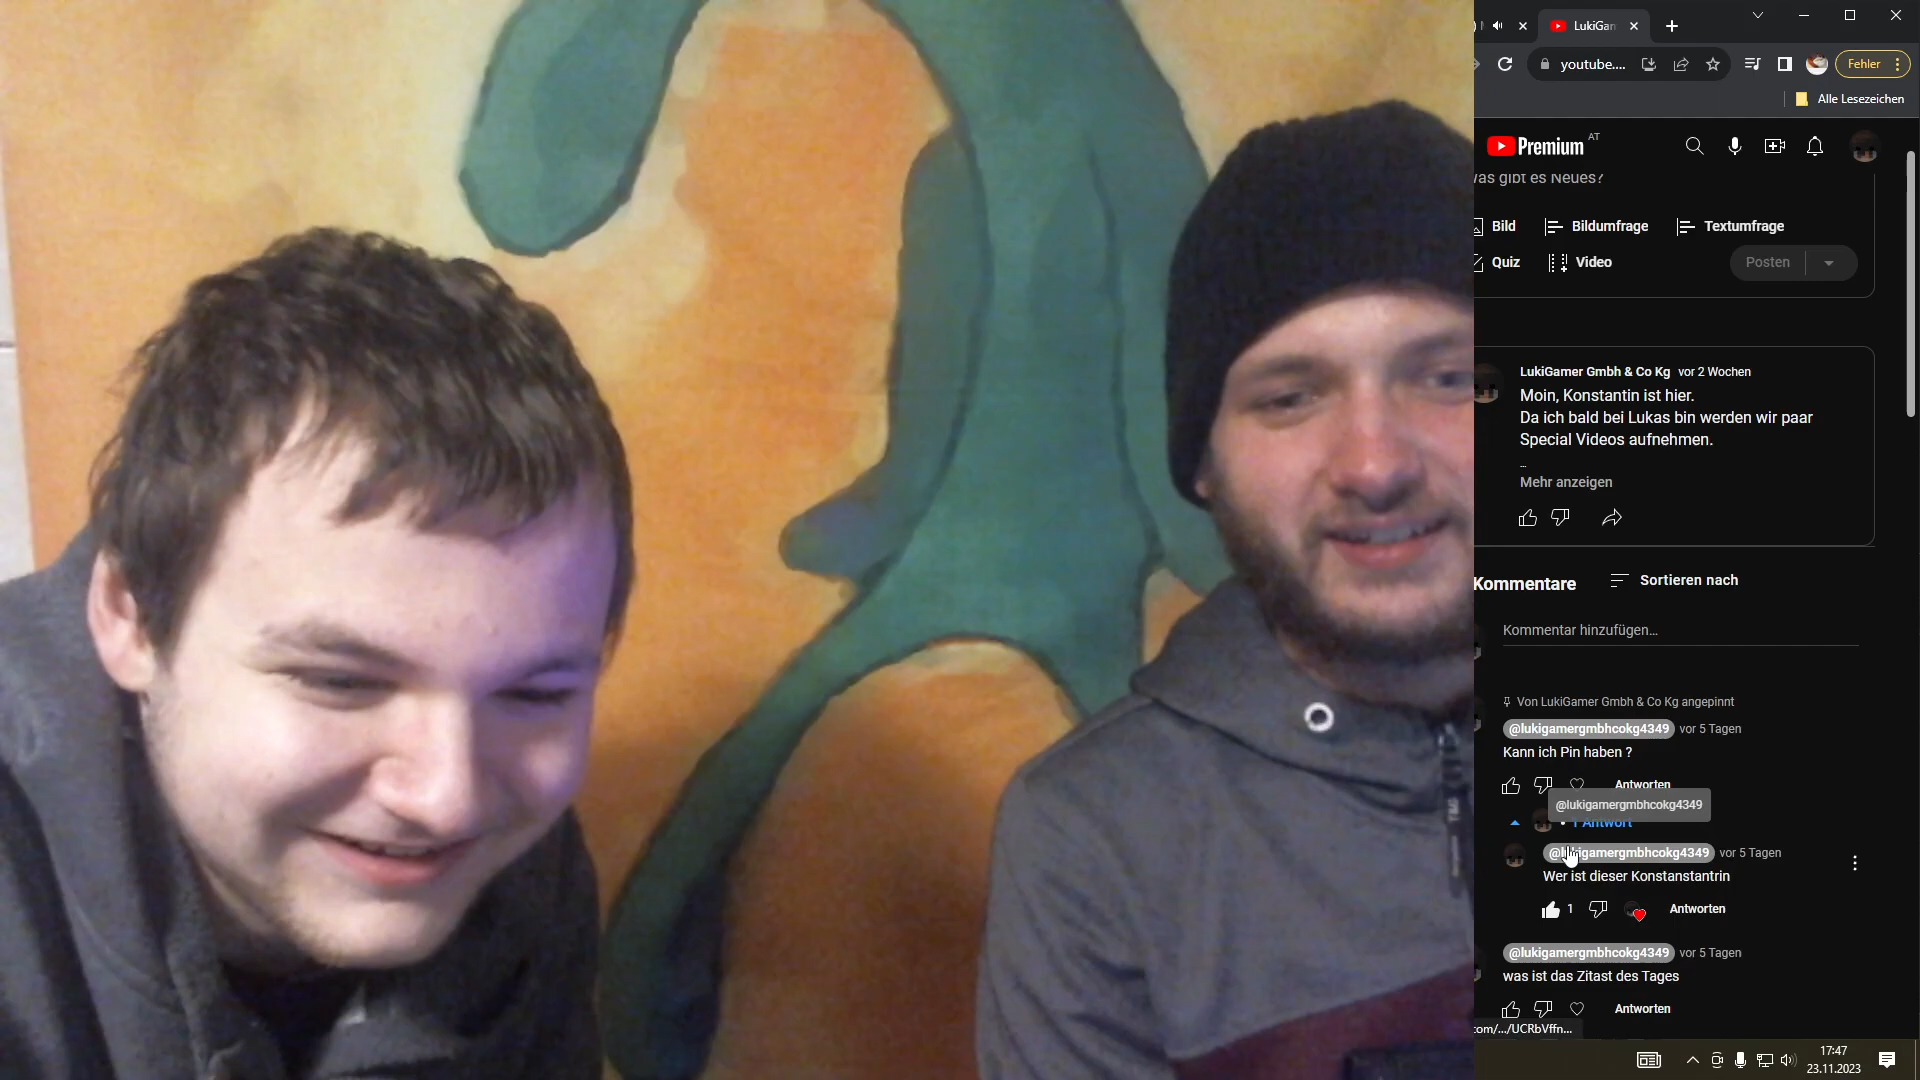 LukiGam
youtube....
Fehler
Alle Lesezeichen
Premium AT
was gibt es Neues?
Bild
Bildumfrage
Textumfrage
Quiz
Video
Posten
LukiGamer Gmbh & Co Kg vor 2 Wochen
Moin, Konstantin ist hier.
Da ich bald bei Lukas bin werden wir paar
Special Videos aufnehmen.
...
Mehr anzeigen
Kommentare
Sortieren nach
Kommentar hinzufügen...
Von LukiGamer Gmbh & Co Kg angepinnt
@lukigamergmbhcokg4349 vor 5 Tagen
Kann ich Pin haben ?
Antworten
@lukigamergmbhcokg4349
• 1 Antwort
@lukigamergmbhcokg4349 vor 5 Tagen
Wer ist dieser Konstanstantrin
1
Antworten
@lukigamergmbhcokg4349 vor 5 Tagen
was ist das Zitast des Tages
Antworten
com/.../UCRbVffn...
17:47
23.11.2023